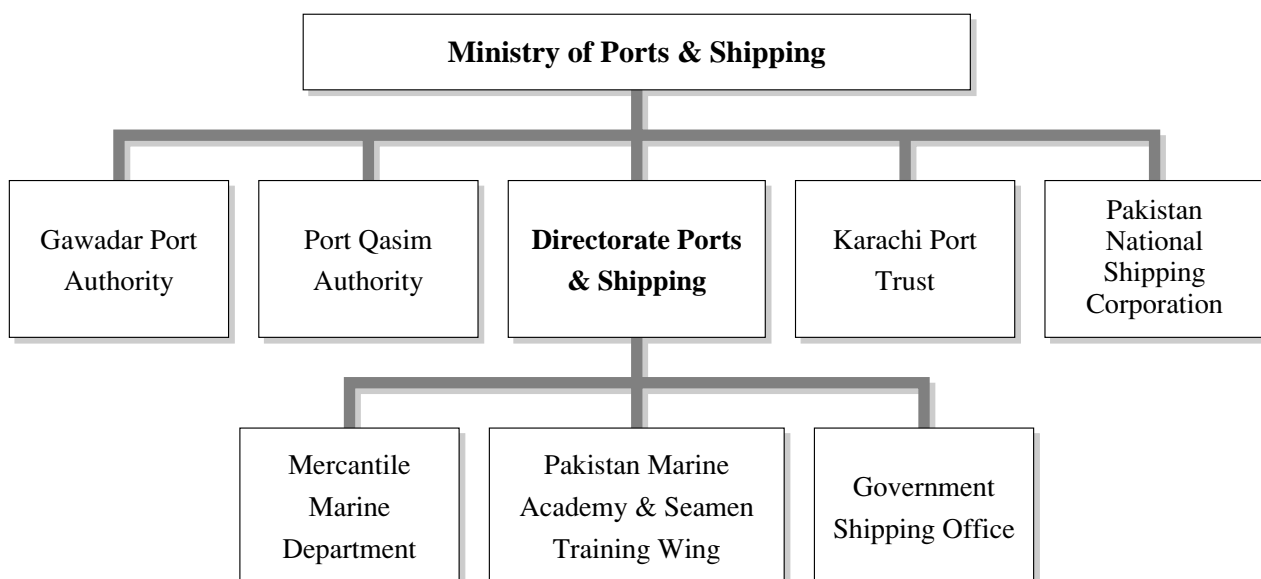 Ministry of Ports & Shipping
Gawadar Port
Authority
Port Qasim
Authority
Directorate Ports
& Shipping
Karachi Port
Trust
Pakistan
National
Shipping
Corporation
Mercantile
Marine
Department
Pakistan Marine
Academy & Seamen
Training Wing
Government
Shipping Office